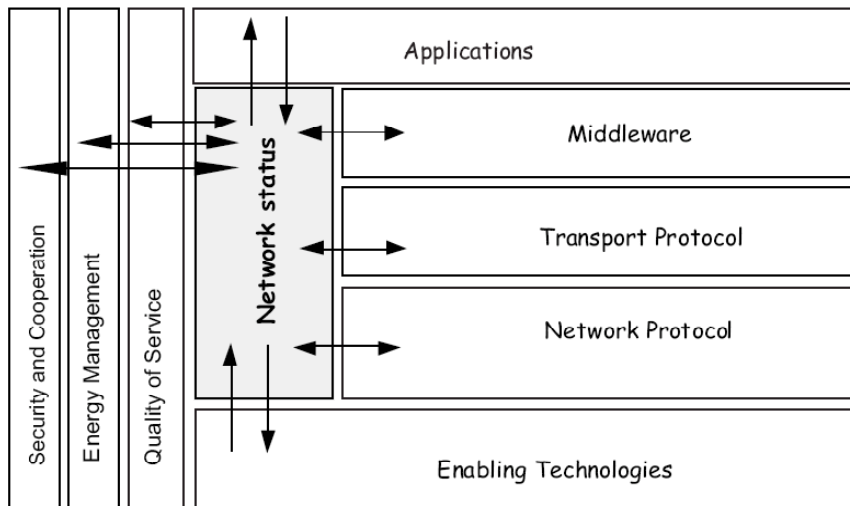 Applications
Middleware
Transport Protocol
Network Protocol
Enabling Technologies
Network status
Security and Cooperation
Energy Management
Quality of Service